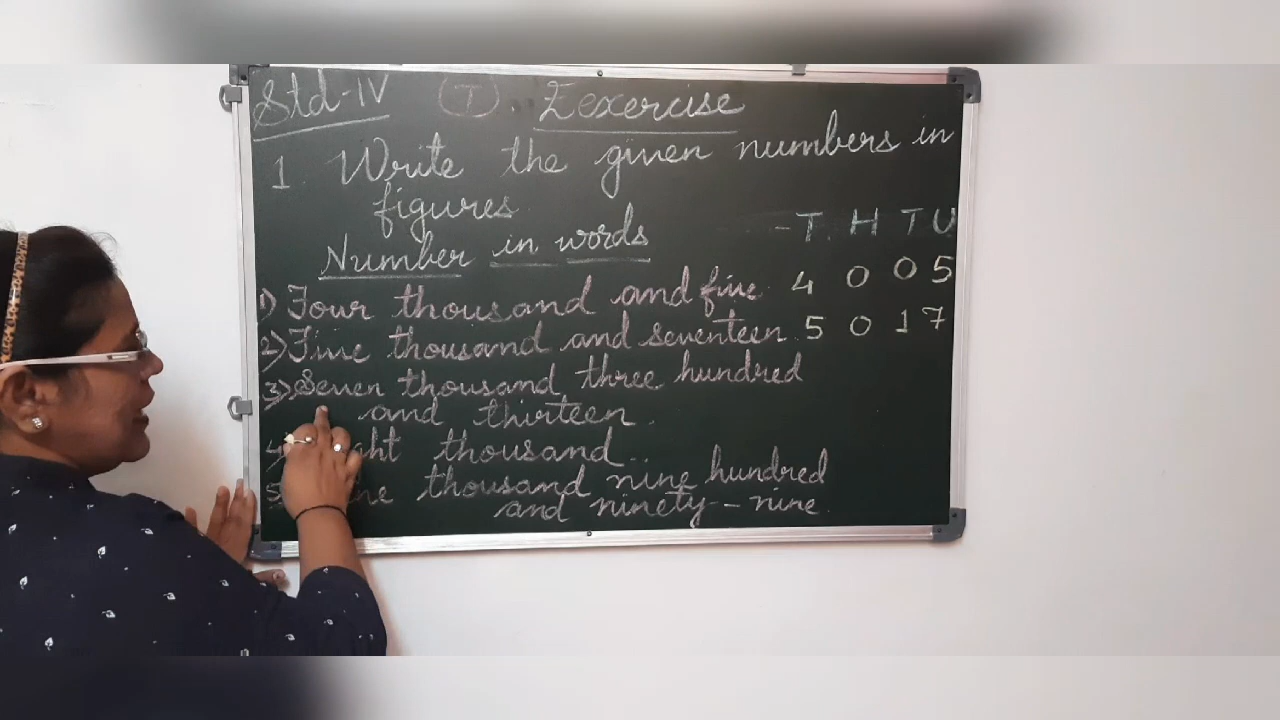 Std-IV (T). Exercise
1. Write the given numbers in
figures.
Number in words -T. H T U
1) Four thousand and five 4 0 0 5
2) Five thousand and seventeen. 5 0 1 7
3) Seven thousand three hundred
and thirteen.
4) thousand..
5 thousand nine hundred
and ninety-nine.